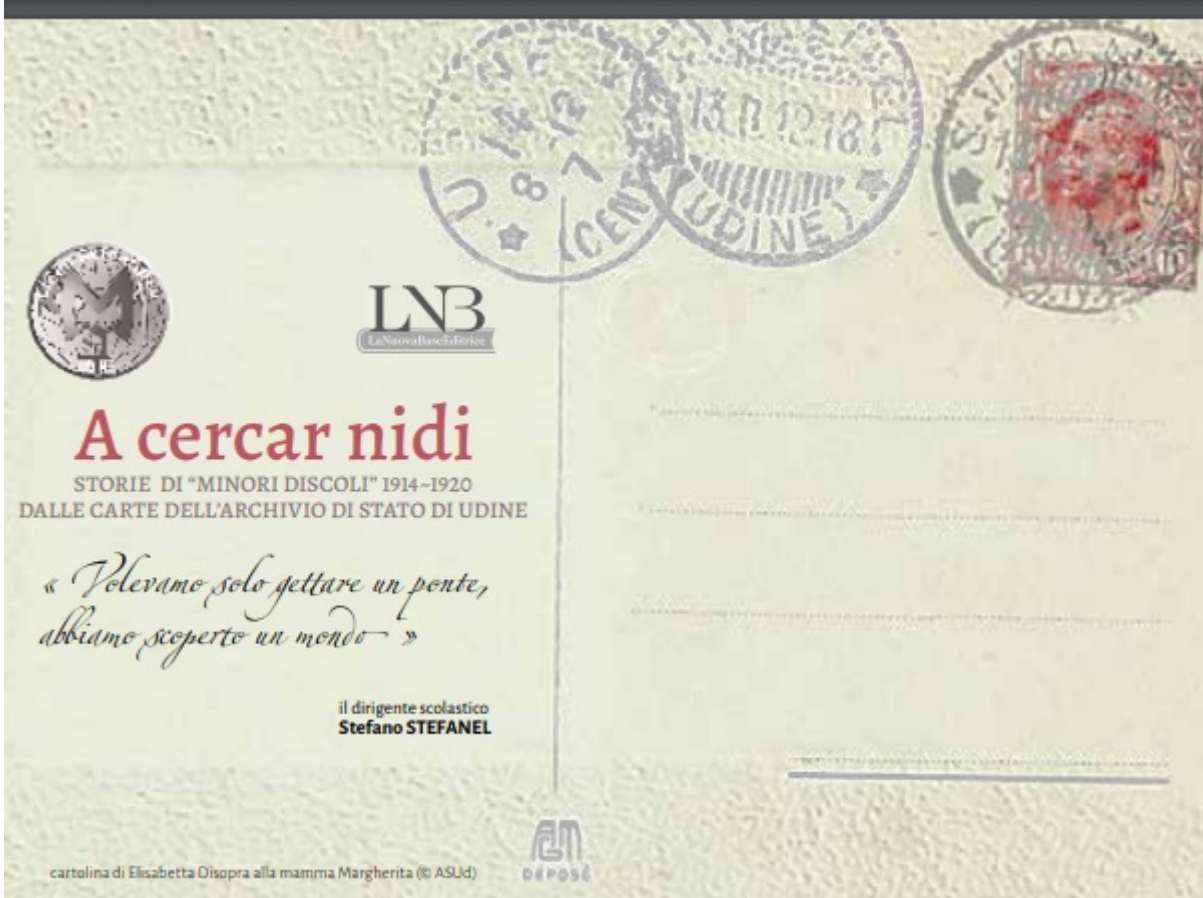 (UDINE)
LNB
LaNuovaBaseEditrice
A cercar nidi
STORIE DI “MINORI DISCOLI” 1914–1920
DALLE CARTE DELL’ARCHIVIO DI STATO DI UDINE
« Volevamo solo gettare un ponte,
abbiamo scoperto un mondo »
il dirigente scolastico
Stefano STEFANEL
cartolina di Elisabetta Disopra alla mamma Margherita (© ASUd)
DEPOSÉ